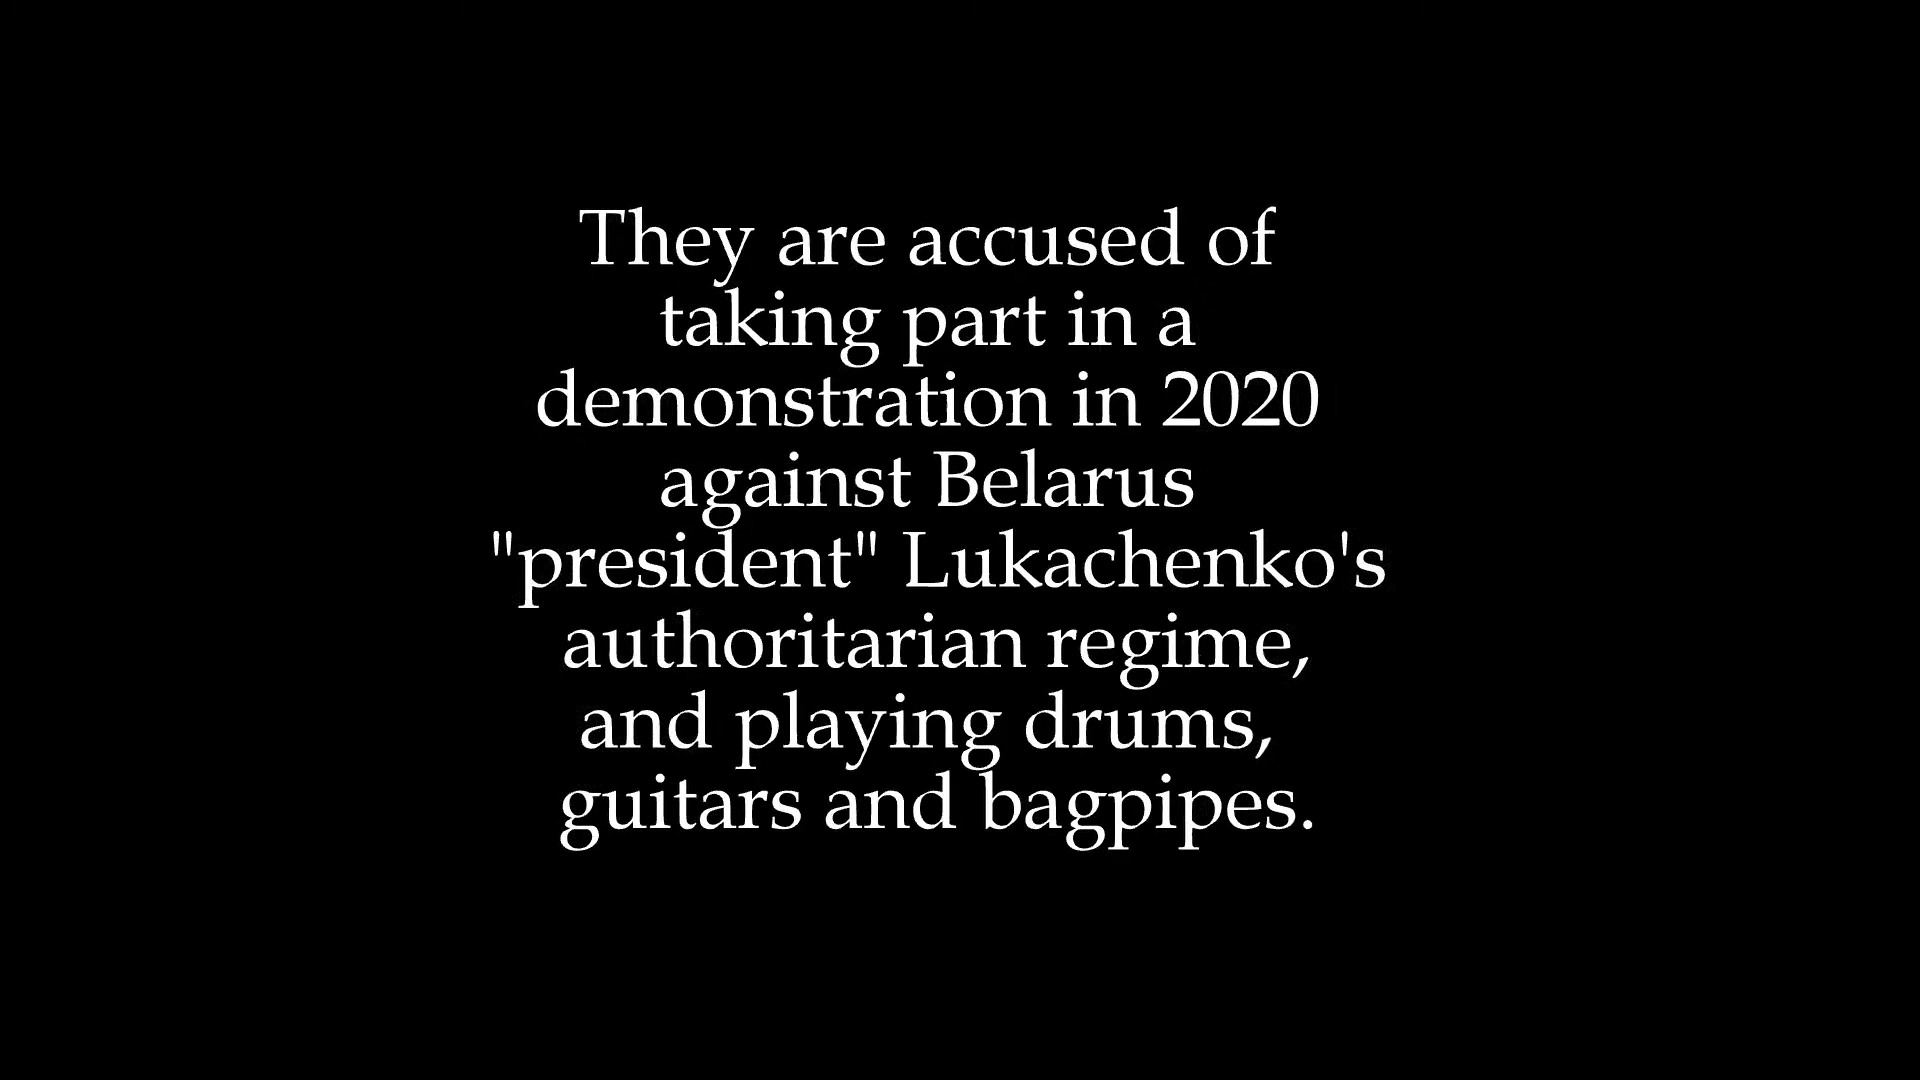 They are accused of
taking part in a
demonstration in 2020
against Belarus
"president" Lukachenko's
authoritarian regime,
and playing drums,
guitars and bagpipes.